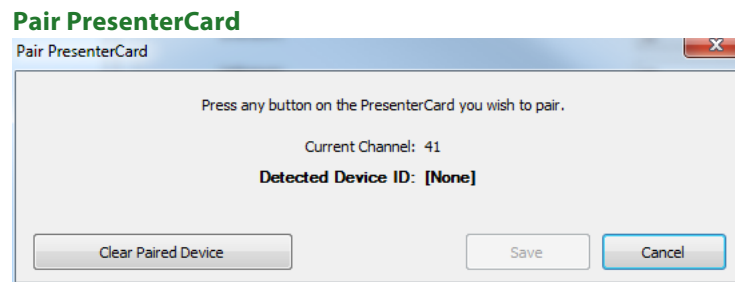 Pair PresenterCard
Pair PresenterCard
Press any button on the PresenterCard you wish to pair.
Current Channel: 41
Detected Device ID: [None]
Clear Paired Device Save Cancel